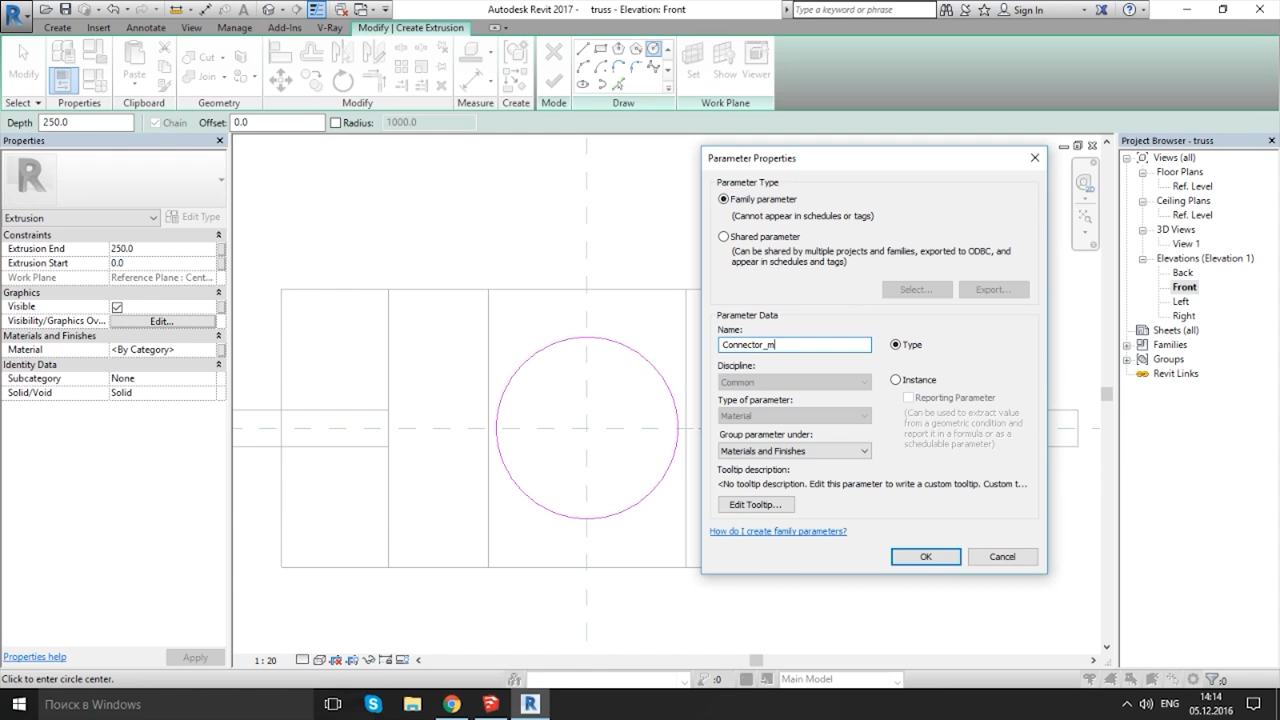 Autodesk Revit 2017 - truss - Elevation: Front
Type a keyword or phrase
Sign In
Create Insert Annotate View Manage Add-Ins V-Ray Modify | Create Extrusion
Modify
Paste
Cut
Join
Create
Set Show Viewer
Select Properties Clipboard Geometry Modify Measure Create Mode Draw Work Plane
Depth 250.0 Chain Offset: 0.0 Radius: 1000.0
Properties
Extrusion Edit Type
Constraints
Extrusion End 250.0
Extrusion Start 0.0
Work Plane Reference Plane : Cent...
Graphics
Visible
Visibility/Graphics Ov... Edit...
Materials and Finishes
Material <By Category>
Identity Data
Subcategory None
Solid/Void Solid
Properties help Apply
Parameter Properties
Parameter Type
Family parameter
(Cannot appear in schedules or tags)
Shared parameter
(Can be shared by multiple projects and families, exported to ODBC, and
appear in schedules and tags)
Select... Export...
Parameter Data
Name:
Connector_m
Type
Discipline:
Common
Instance
Reporting Parameter
(Can be used to extract value
from a geometric condition and
report it in a formula or as a
schedulable parameter)
Type of parameter:
Material
Group parameter under:
Materials and Finishes
Tooltip description:
<No tooltip description. Edit this parameter to write a custom tooltip. Custom t...
Edit Tooltip...
How do I create family parameters?
OK Cancel
Project Browser - truss
Views (all)
Floor Plans
Ref. Level
Ceiling Plans
Ref. Level
3D Views
View 1
Elevations (Elevation 1)
Back
Front
Left
Right
Sheets (all)
Families
Groups
Revit Links
1 : 20
Click to enter circle center.
:0
Main Model
:0
Поиск в Windows
ENG
14:14
05.12.2016